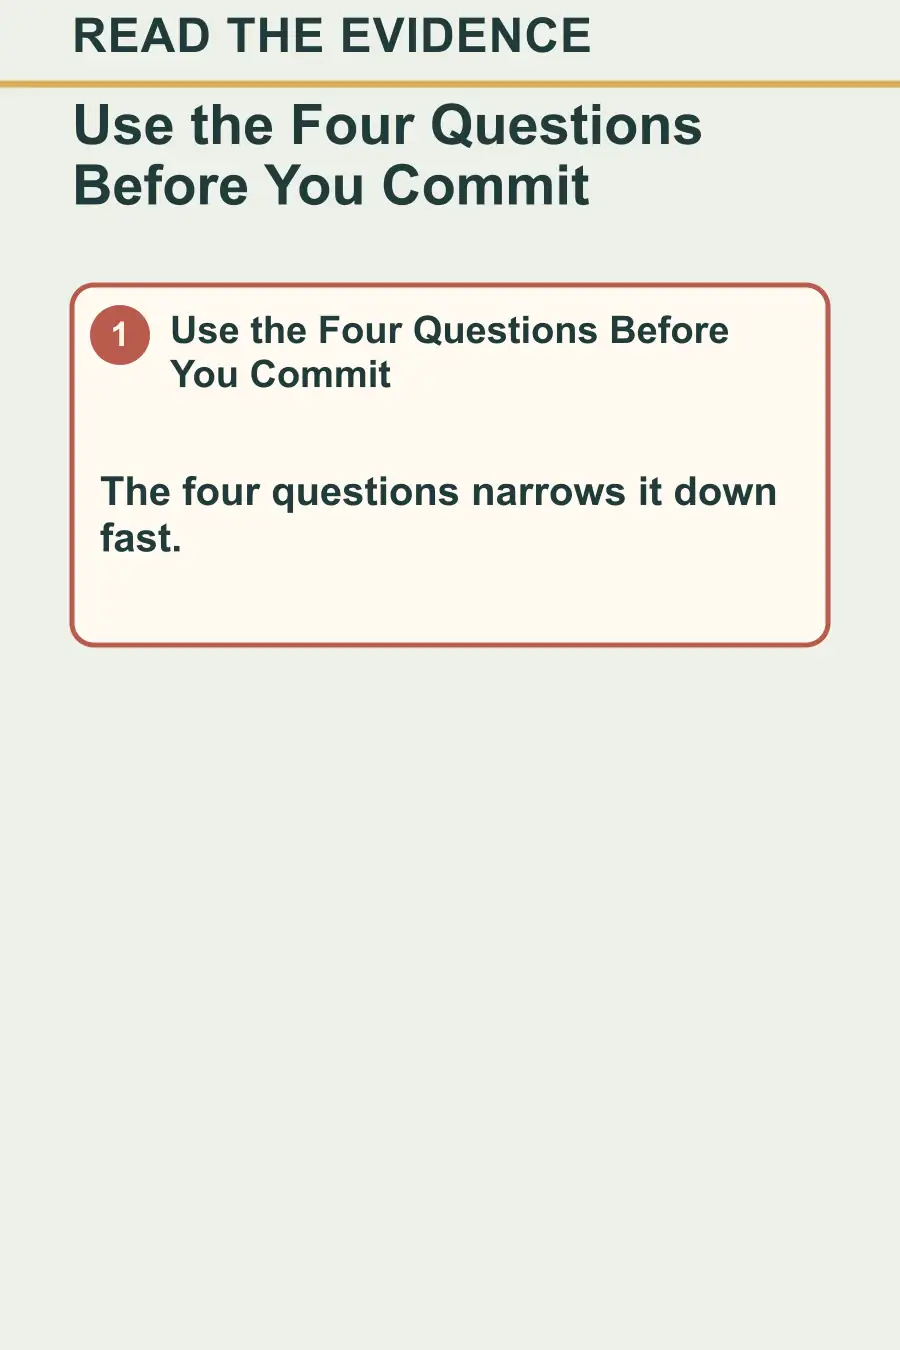 READ THE EVIDENCE
Use the Four Questions
Before You Commit
1
Use the Four Questions Before
You Commit
The four questions narrows it down
fast.